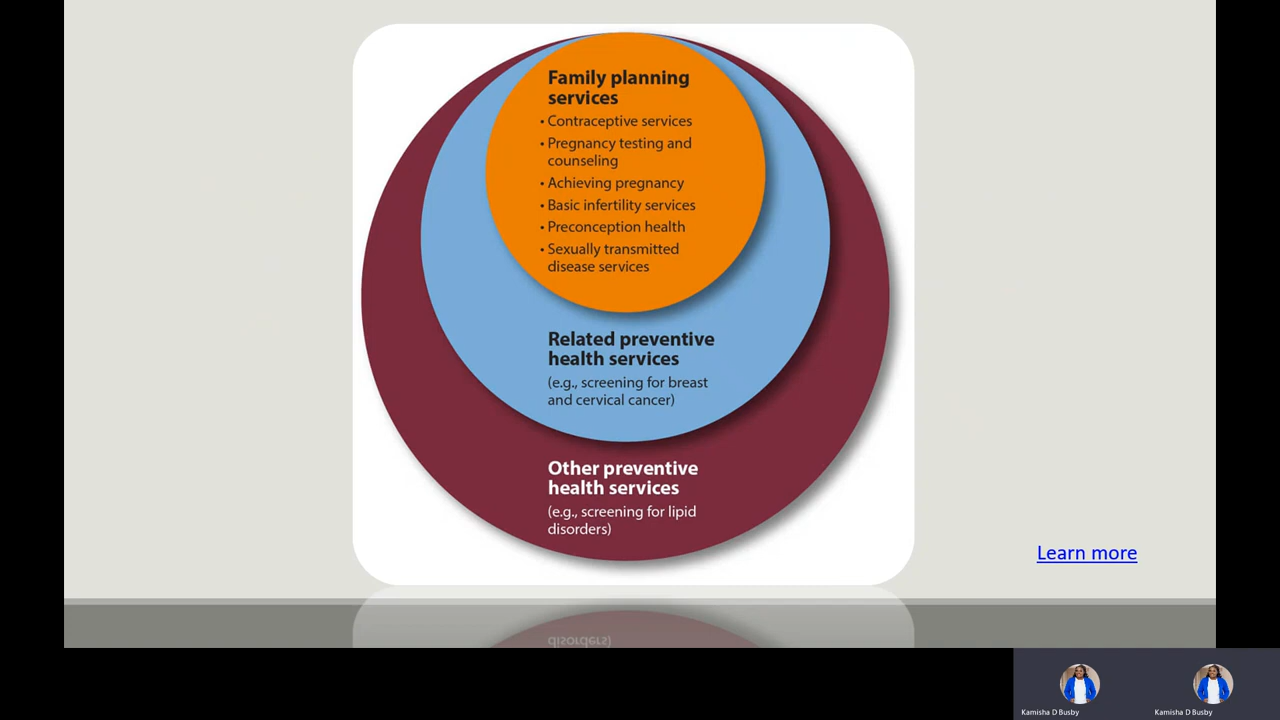 Family planning
services
• Contraceptive services
• Pregnancy testing and
counseling
• Achieving pregnancy
• Basic infertility services
• Preconception health
• Sexually transmitted
disease services
Related preventive
health services
(e.g., screening for breast
and cervical cancer)
Other preventive
health services
(e.g., screening for lipid
disorders)
Learn more
disorders)
Kamisha D Busby
Kamisha D Busby